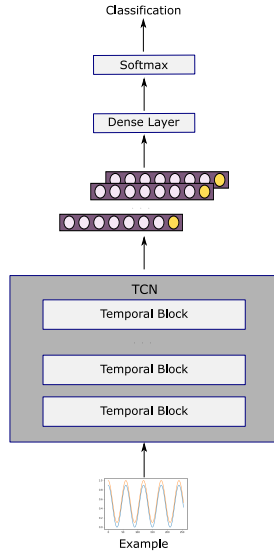 Classification
Softmax
Dense Layer
TCN
Temporal Block
. . .
Temporal Block
Temporal Block
Example